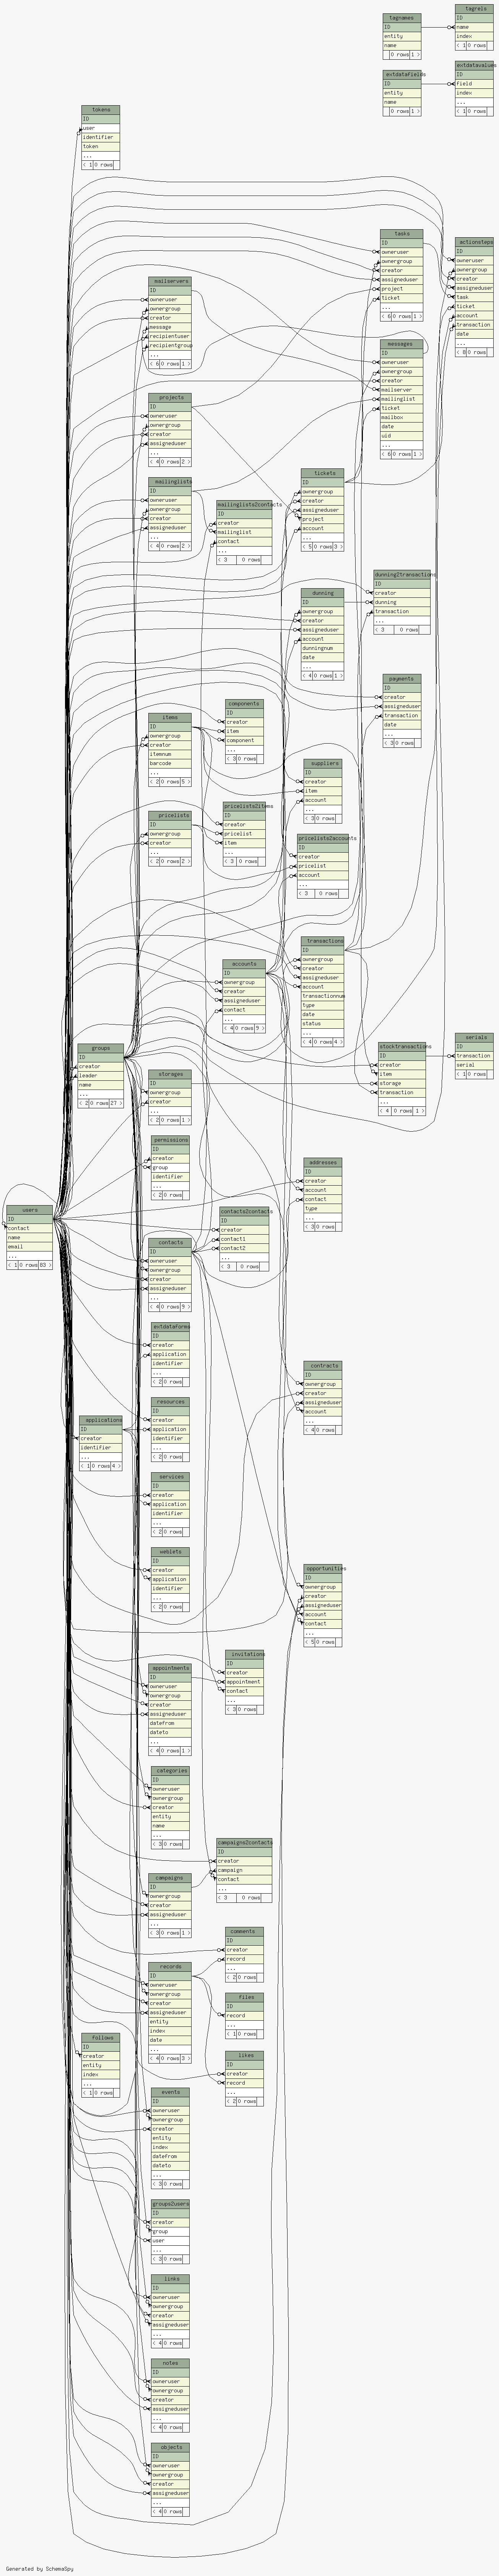 tagnames
ID
entity
name
0 rows 1 >
tagrels
ID
name
index
< 1 0 rows
extdatafields
ID
entity
name
0 rows 1 >
extdatavalues
ID
field
index
...
< 1 0 rows
tokens
ID
user
identifier
token
...
< 1 0 rows
tasks
ID
owneruser
ownergroup
creator
assigneduser
project
ticket
...
< 6 0 rows 1 >
actionsteps
ID
owneruser
ownergroup
creator
assigneduser
task
ticket
account
transaction
date
...
< 8 0 rows
mailservers
ID
owneruser
ownergroup
creator
message
recipientuser
recipientgroup
...
< 6 0 rows 1 >
messages
ID
owneruser
ownergroup
creator
mailserver
mailinglist
ticket
mailbox
date
uid
...
< 6 0 rows 1 >
projects
ID
owneruser
ownergroup
creator
assigneduser
...
< 4 0 rows 2 >
mailinglists
ID
owneruser
ownergroup
creator
assigneduser
...
< 4 0 rows 2 >
mailinglists2contacts
ID
creator
mailinglist
contact
...
< 3 0 rows
tickets
ID
ownergroup
creator
assigneduser
project
account
...
< 5 0 rows 3 >
dunning2transactions
ID
creator
dunning
transaction
...
< 3 0 rows
dunning
ID
ownergroup
creator
assigneduser
account
dunningnum
date
...
< 4 0 rows 1 >
payments
ID
creator
assigneduser
transaction
date
...
< 3 0 rows
items
ID
ownergroup
creator
itemnum
barcode
...
< 2 0 rows 5 >
components
ID
creator
item
component
...
< 3 0 rows
suppliers
ID
creator
item
account
...
< 3 0 rows
pricelists
ID
ownergroup
creator
...
< 2 0 rows 2 >
pricelists2items
ID
creator
pricelist
item
...
< 3 0 rows
pricelists2accounts
ID
creator
pricelist
account
...
< 3 0 rows
accounts
ID
ownergroup
creator
assigneduser
contact
...
< 4 0 rows 9 >
transactions
ID
ownergroup
creator
assigneduser
account
transactionnum
type
date
status
...
< 4 0 rows 4 >
stocktransactions
ID
creator
item
storage
transaction
...
< 4 0 rows 1 >
serials
ID
transaction
serial
< 1 0 rows
groups
ID
creator
leader
name
...
< 2 0 rows 27 >
storages
ID
ownergroup
creator
...
< 2 0 rows 1 >
permissions
ID
creator
group
identifier
...
< 2 0 rows
addresses
ID
creator
account
contact
type
...
< 3 0 rows
users
ID
contact
name
email
...
< 1 0 rows 83 >
contacts
ID
owneruser
ownergroup
creator
assigneduser
...
< 4 0 rows 9 >
contacts2contacts
ID
creator
contact1
contact2
...
< 3 0 rows
extdataforms
ID
creator
application
identifier
...
< 2 0 rows
contracts
ID
ownergroup
creator
assigneduser
account
...
< 4 0 rows
applications
ID
creator
identifier
...
< 1 0 rows 4 >
resources
ID
creator
application
identifier
...
< 2 0 rows
services
ID
creator
application
identifier
...
< 2 0 rows
weblets
ID
creator
application
identifier
...
< 2 0 rows
opportunities
ID
ownergroup
creator
assigneduser
account
contact
...
< 5 0 rows
appointments
ID
owneruser
ownergroup
creator
assigneduser
datefrom
dateto
...
< 4 0 rows 1 >
invitations
ID
creator
appointment
contact
...
< 3 0 rows
categories
ID
owneruser
ownergroup
creator
entity
name
...
< 3 0 rows
campaigns
ID
ownergroup
creator
assigneduser
...
< 3 0 rows 1 >
campaigns2contacts
ID
creator
campaign
contact
...
< 3 0 rows
records
ID
owneruser
ownergroup
creator
assigneduser
entity
index
date
...
< 4 0 rows 3 >
comments
ID
creator
record
...
< 2 0 rows
files
ID
record
...
< 1 0 rows
likes
ID
creator
record
...
< 2 0 rows
follows
ID
creator
entity
index
...
< 1 0 rows
events
ID
owneruser
ownergroup
creator
entity
index
datefrom
dateto
...
< 3 0 rows
groups2users
ID
creator
group
user
...
< 3 0 rows
links
ID
owneruser
ownergroup
creator
assigneduser
...
< 4 0 rows
notes
ID
owneruser
ownergroup
creator
assigneduser
...
< 4 0 rows
objects
ID
owneruser
ownergroup
creator
assigneduser
...
< 4 0 rows
Generated by SchemaSpy